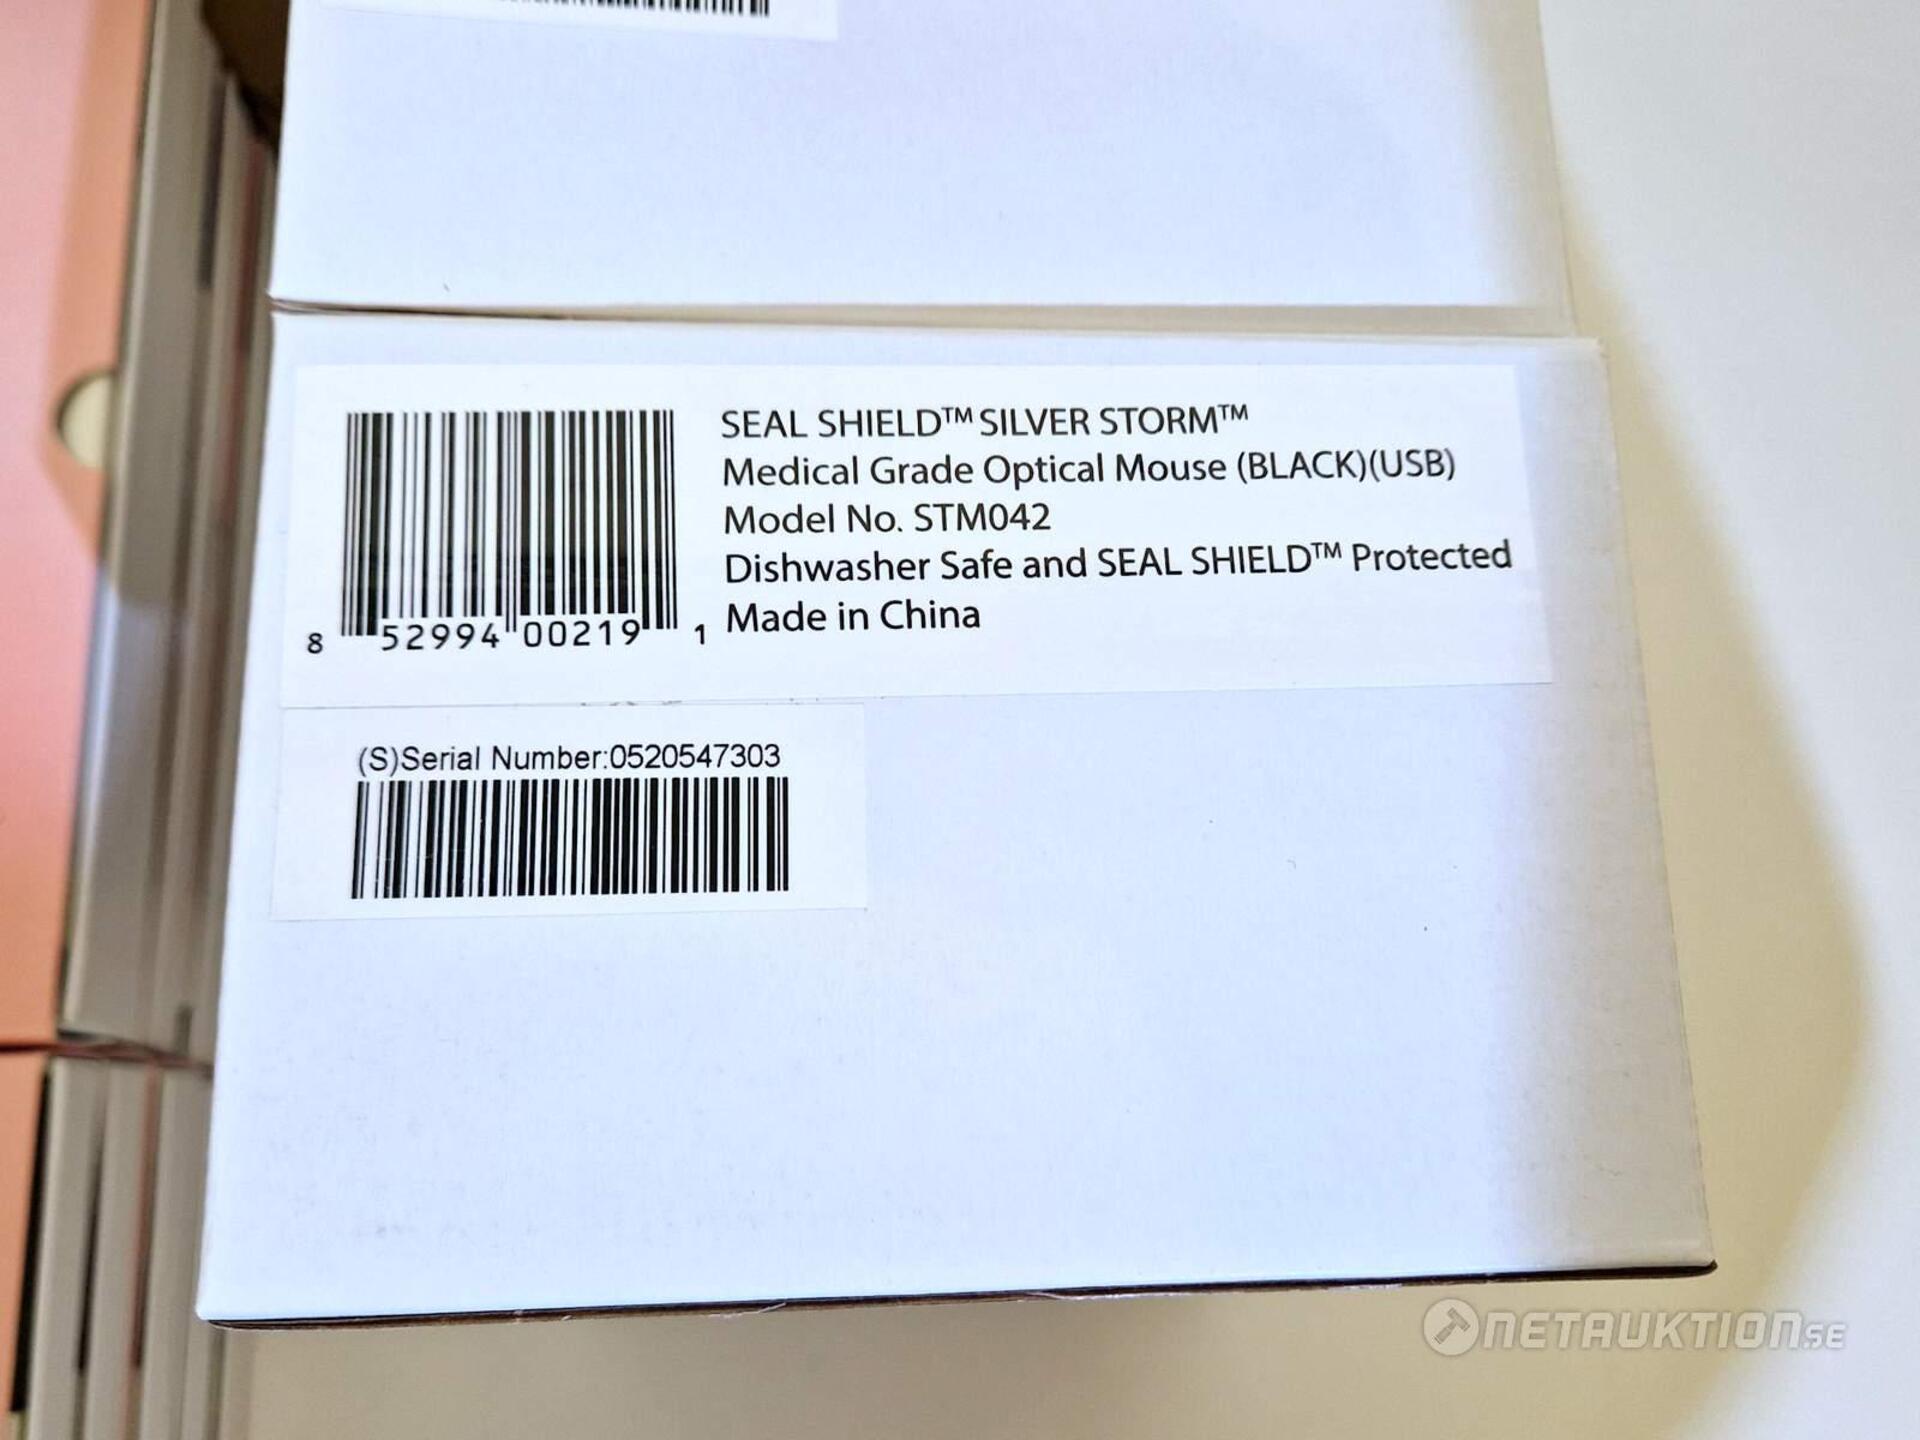 SEAL SHIELD™ SILVER STORM™
Medical Grade Optical Mouse (BLACK)(USB)
Model No. STM042
Dishwasher Safe and SEAL SHIELD™ Protected
Made in China
8 52994 00219 1
(S)Serial Number:0520547303
NETAUKTION.SE